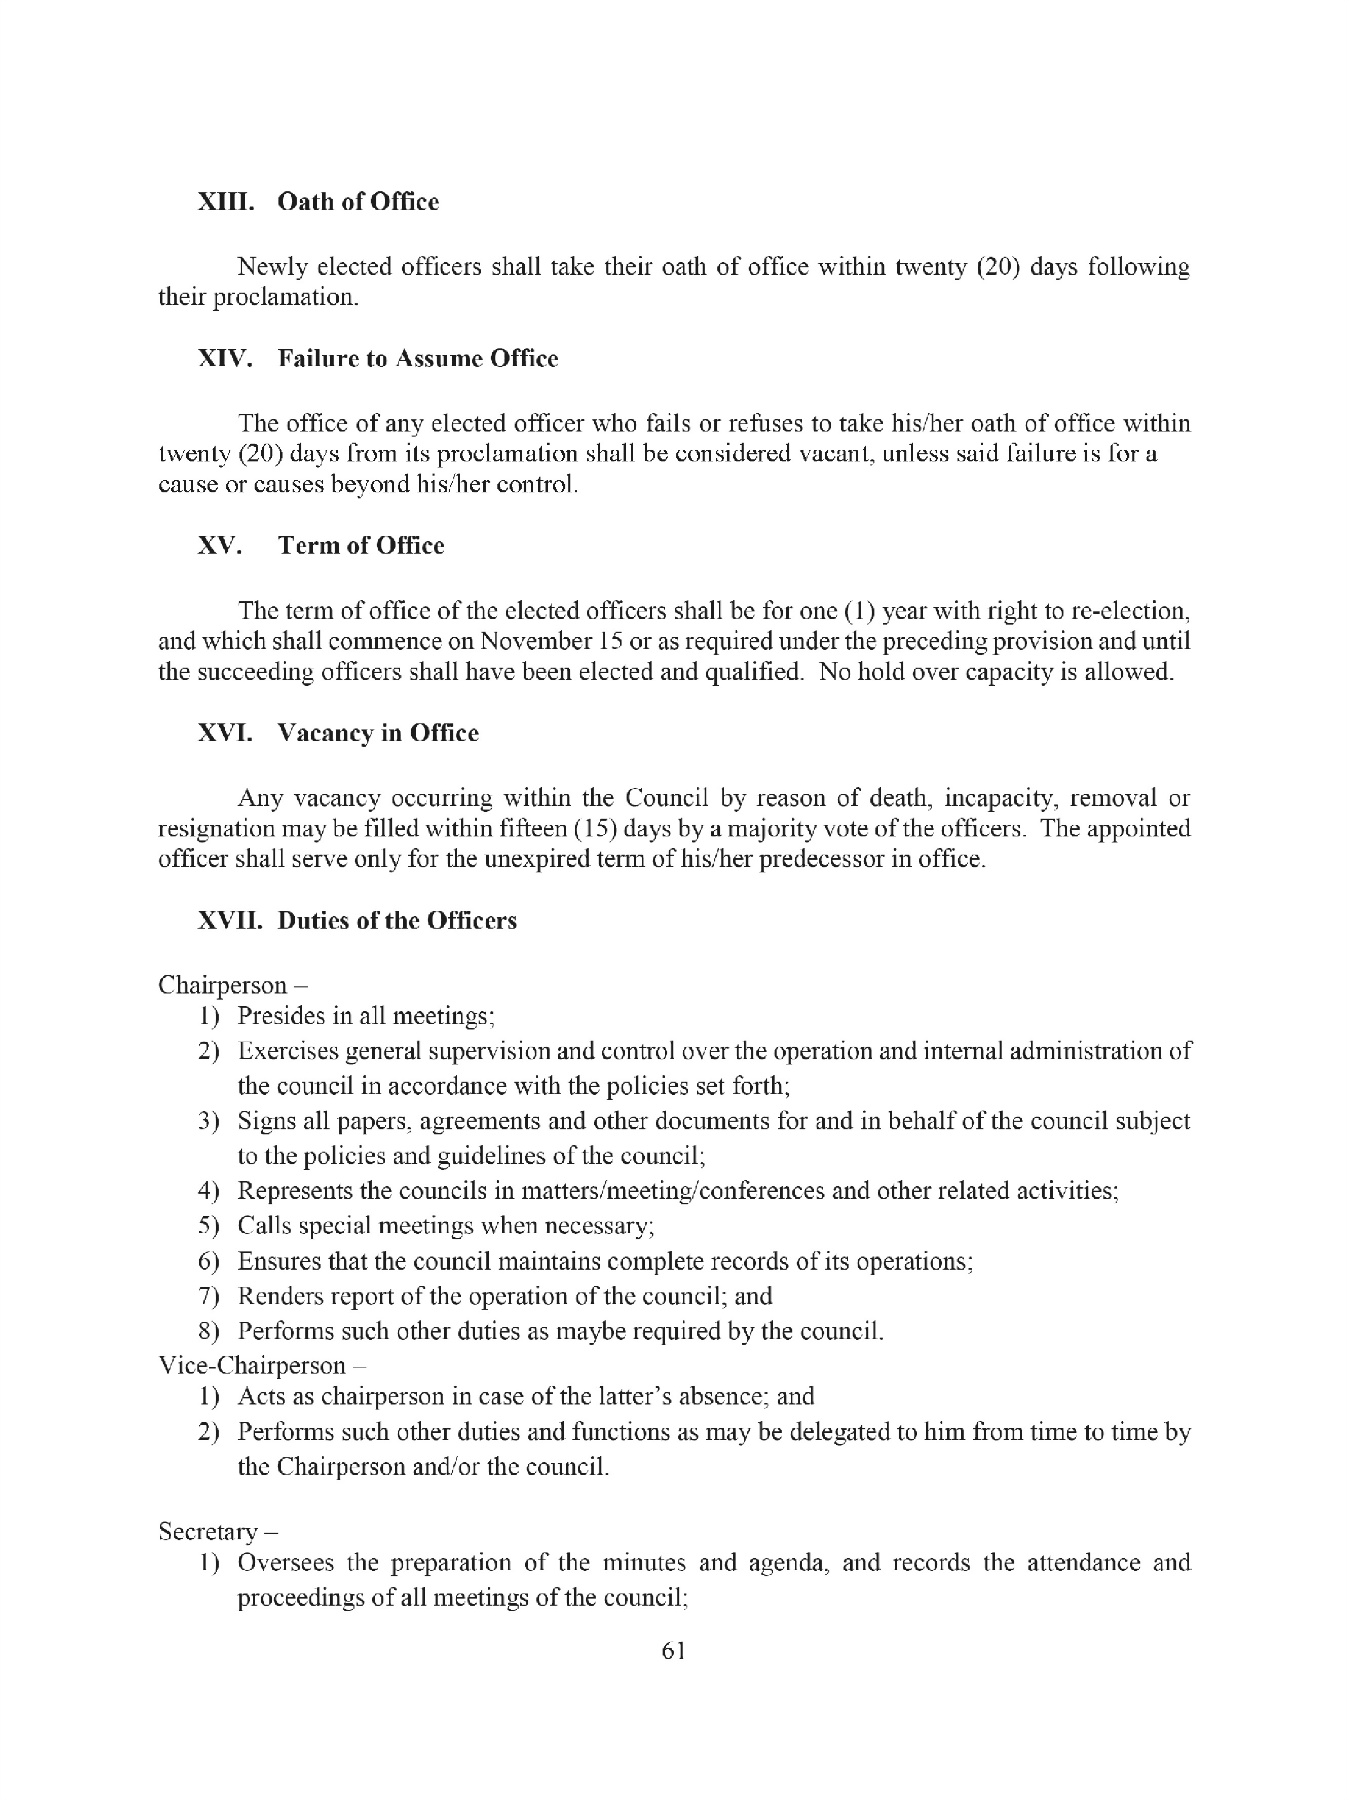 XIII. Oath of Office
Newly elected officers shall take their oath of office within twenty (20) days following
their proclamation.
XIV. Failure to Assume Office
The office of any elected officer who fails or refuses to take his/her oath of office within
twenty (20) days from its proclamation shall be considered vacant, unless said failure is for a
cause or causes beyond his/her control.
XV. Term of Office
The term of office of the elected officers shall be for one (1) year with right to re-election,
and which shall commence on November 15 or as required under the preceding provision and until
the succeeding officers shall have been elected and qualified. No hold over capacity is allowed.
XVI. Vacancy in Office
Any vacancy occurring within the Council by reason of death, incapacity, removal or
resignation may be filled within fifteen (15) days by a majority vote of the officers. The appointed
officer shall serve only for the unexpired term of his/her predecessor in office.
XVII. Duties of the Officers
Chairperson –
1) Presides in all meetings;
2) Exercises general supervision and control over the operation and internal administration of
the council in accordance with the policies set forth;
3) Signs all papers, agreements and other documents for and in behalf of the council subject
to the policies and guidelines of the council;
4) Represents the councils in matters/meeting/conferences and other related activities;
5) Calls special meetings when necessary;
6) Ensures that the council maintains complete records of its operations;
7) Renders report of the operation of the council; and
8) Performs such other duties as maybe required by the council.
Vice-Chairperson –
1) Acts as chairperson in case of the latter's absence; and
2) Performs such other duties and functions as may be delegated to him from time to time by
the Chairperson and/or the council.
Secretary –
1) Oversees the preparation of the minutes and agenda, and records the attendance and
proceedings of all meetings of the council;
61